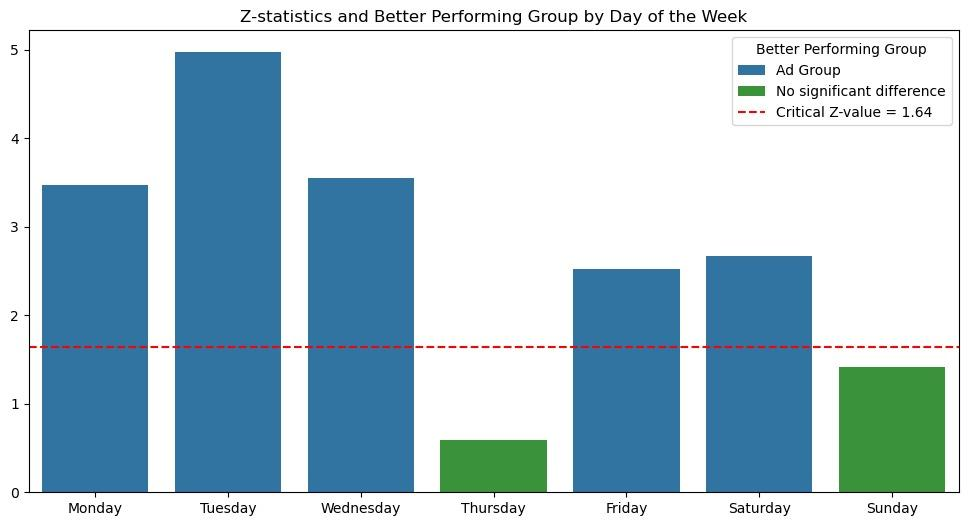 Z-statistics and Better Performing Group by Day of the Week
Better Performing Group
Ad Group
No significant difference
Critical Z-value = 1.64
5
4
3
2
1
0
Monday Tuesday Wednesday Thursday Friday Saturday Sunday